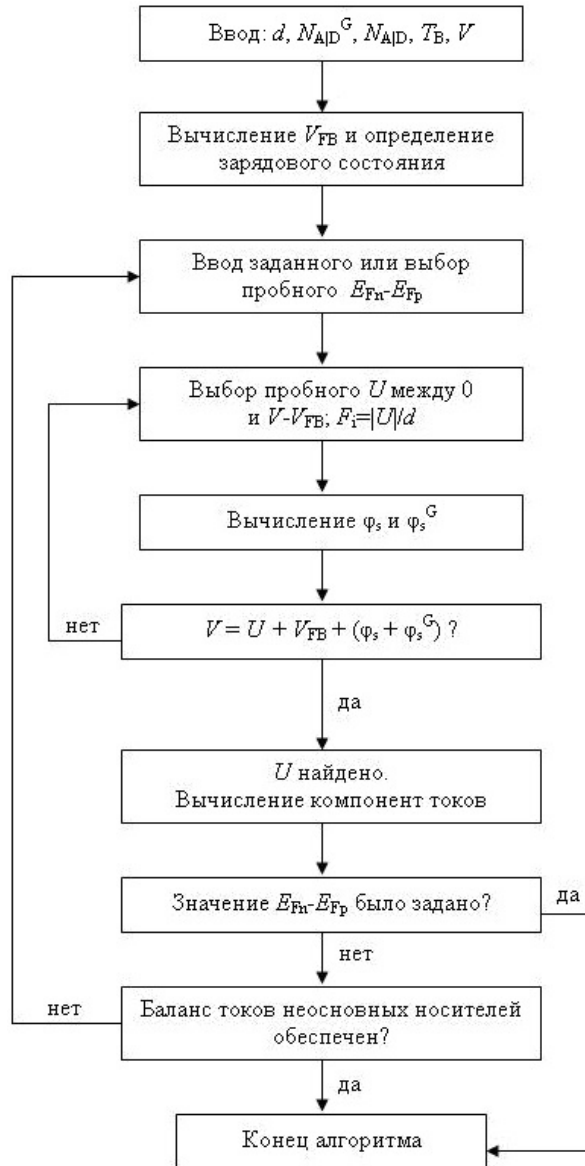 Ввод: d, N_A|D^G, N_A|D, T_B, V
Вычисление V_FB и определение
зарядового состояния
Ввод заданного или выбор
пробного E_Fn-E_Fp
Выбор пробного U между 0
и V-V_FB; F_i=|U|/d
Вычисление φ_s и φ_s^G
нет
V = U + V_FB + (φ_s + φ_s^G) ?
да
U найдено.
Вычисление компонент токов
Значение E_Fn-E_Fp было задано?
да
нет
нет
Баланс токов неосновных носителей
обеспечен?
да
Конец алгоритма